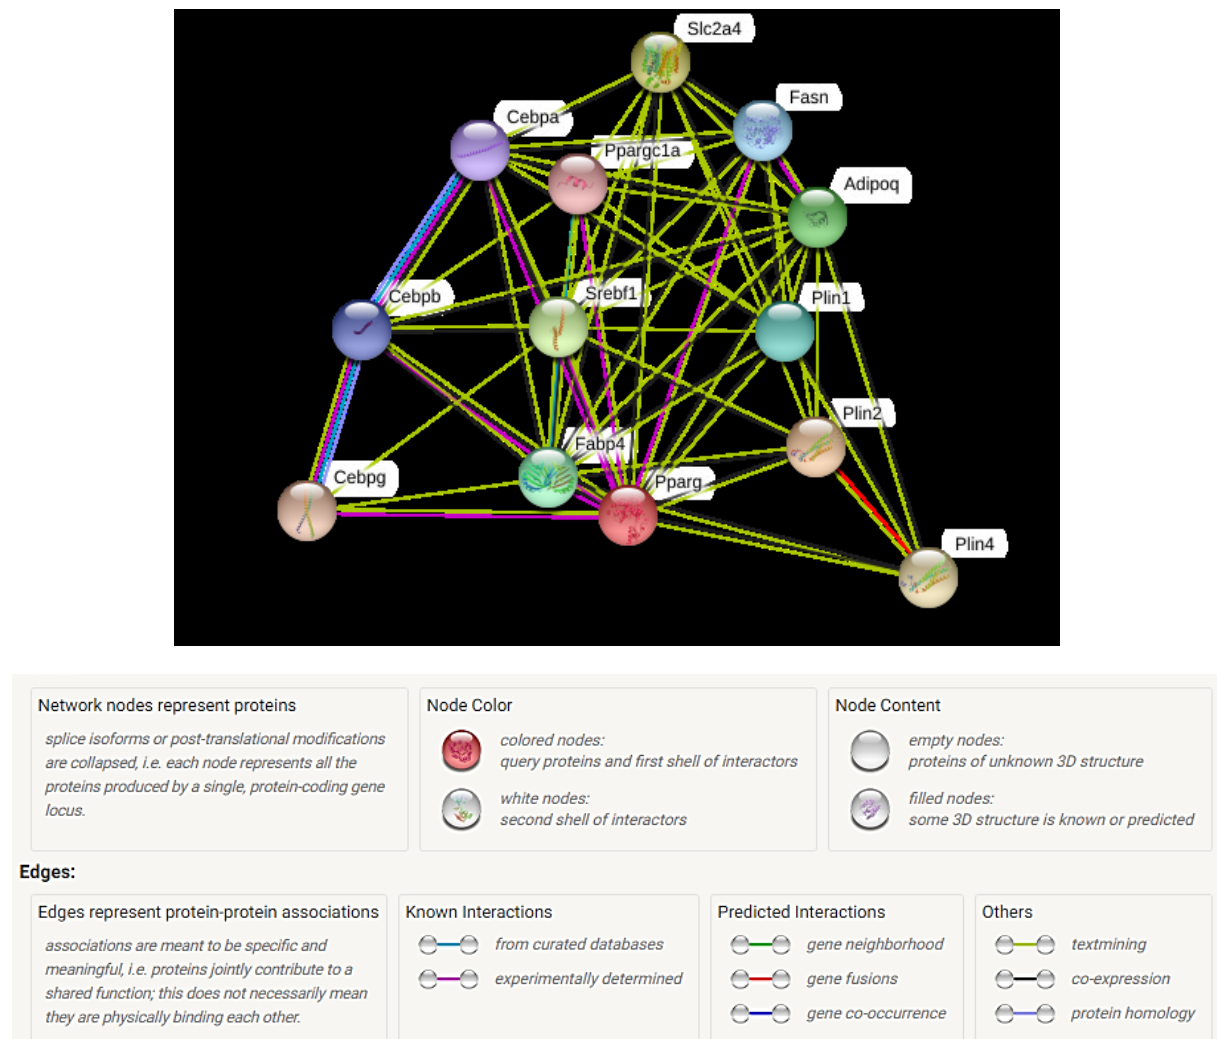 Slc2a4
Fasn
Cebpa
Ppargc1a
Adipoq
Cebpb
Srebf1
Plin1
Plin2
Fabp4
Cebpg
Pparg
Plin4
Network nodes represent proteins
splice isoforms or post-translational modifications
are collapsed, i.e. each node represents all the
proteins produced by a single, protein-coding gene
locus.
Node Color
colored nodes:
query proteins and first shell of interactors
white nodes:
second shell of interactors
Node Content
empty nodes:
proteins of unknown 3D structure
filled nodes:
some 3D structure is known or predicted
Edges:
Edges represent protein-protein associations
associations are meant to be specific and
meaningful, i.e. proteins jointly contribute to a
shared function; this does not necessarily mean
they are physically binding each other.
Known Interactions
from curated databases
experimentally determined
Predicted Interactions
gene neighborhood
gene fusions
gene co-occurrence
Others
textmining
co-expression
protein homology